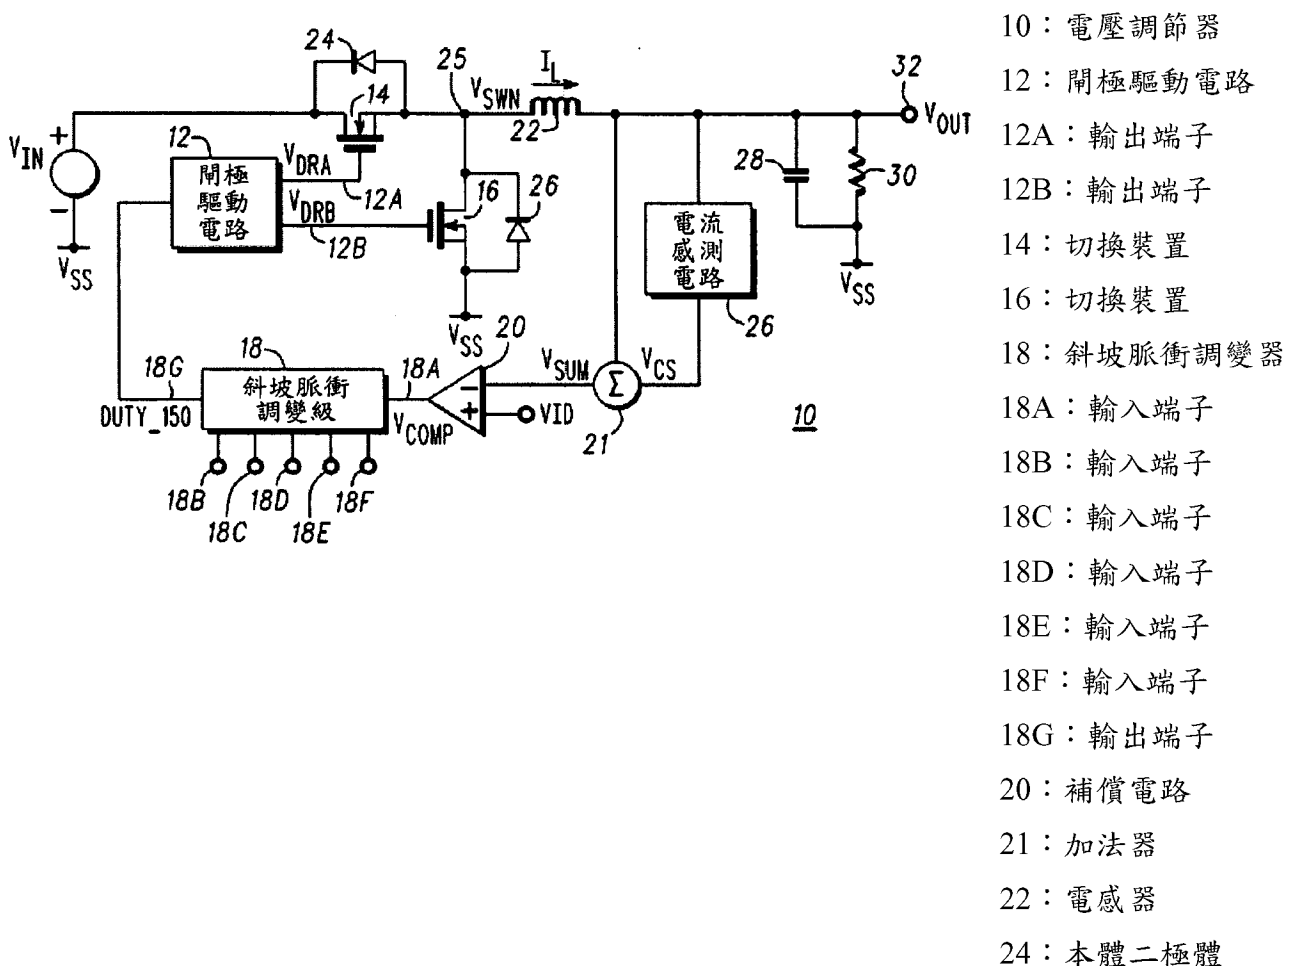 24
14
25
V_SWN
I_L
22
32
V_OUT
V_IN
+
-
V_SS
12
閘極
驅動
電路
V_DRA
12A
V_DRB
12B
16
26
V_SS
28
30
V_SS
電流
感測
電路
26
20
18G
DUTY_150
18
斜坡脈衝
調變級
18A
V_COMP
-
+
VID
V_SUM
Σ
V_CS
21
10
18B
18C
18D
18E
18F
10：電壓調節器
12：閘極驅動電路
12A：輸出端子
12B：輸出端子
14：切換裝置
16：切換裝置
18：斜坡脈衝調變器
18A：輸入端子
18B：輸入端子
18C：輸入端子
18D：輸入端子
18E：輸入端子
18F：輸入端子
18G：輸出端子
20：補償電路
21：加法器
22：電感器
24：本體二極體